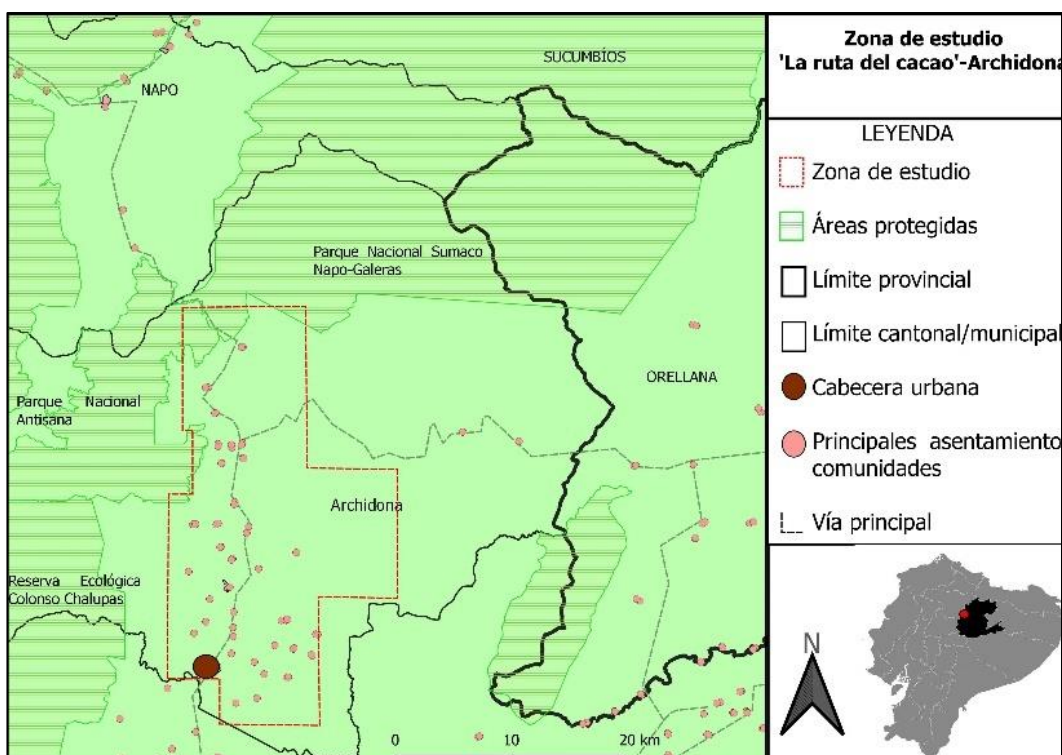 SUCUMBÍOS
NAPO
Parque Nacional Sumaco
Napo-Galeras
ORELLANA
Parque Nacional
Antisana
Archidona
Reserva Ecológica
Colonso Chalupas
0 10 20 km
Zona de estudio
'La ruta del cacao'-Archidona
LEYENDA
Zona de estudio
Áreas protegidas
Límite provincial
Límite cantonal/municipal
Cabecera urbana
Principales asentamiento
comunidades
Vía principal
N